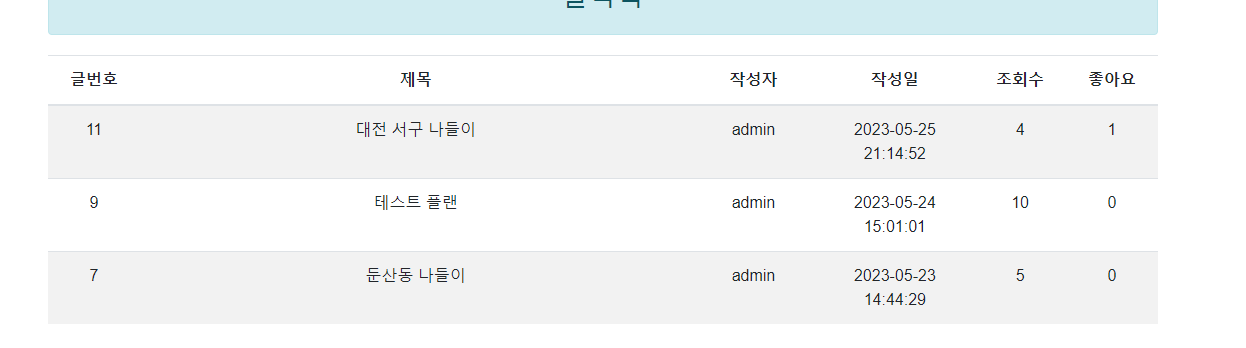 글번호 제목 작성자 작성일 조회수 좋아요
11 대전 서구 나들이 admin 2023-05-25 4 1
21:14:52
9 테스트 플랜 admin 2023-05-24 10 0
15:01:01
7 둔산동 나들이 admin 2023-05-23 5 0
14:44:29